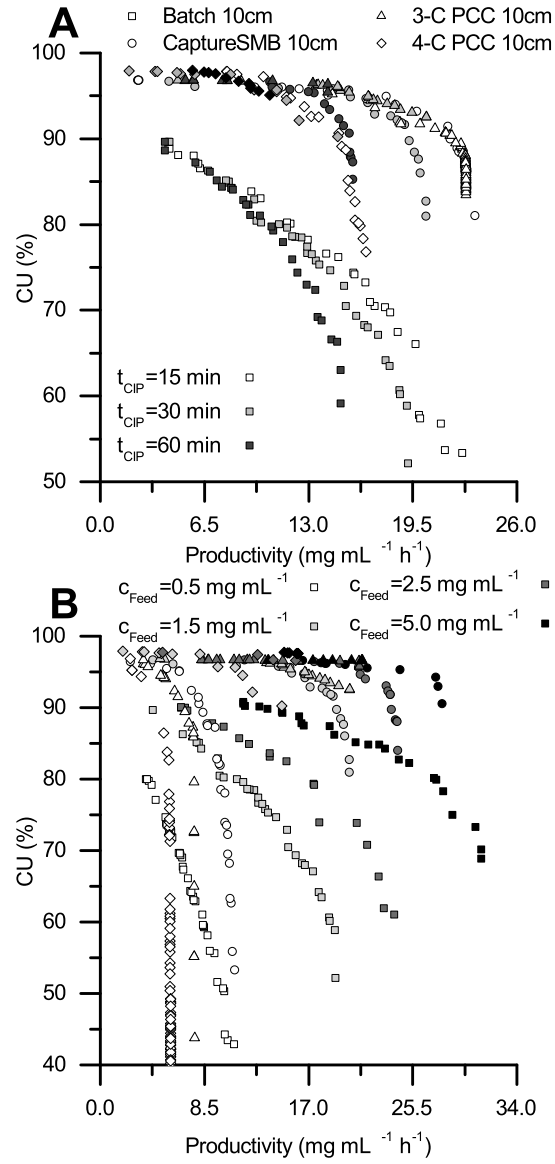 A
Batch 10cm
3-C PCC 10cm
CaptureSMB 10cm
4-C PCC 10cm
100
90
80
70
60
50
CU (%)
tCIP=15 min
tCIP=30 min
tCIP=60 min
0.0 6.5 13.0 19.5 26.0
Productivity (mg mL -1 h-1)
B
cFeed=0.5 mg mL -1
cFeed=2.5 mg mL -1
cFeed=1.5 mg mL -1
cFeed=5.0 mg mL -1
100
90
80
70
60
50
40
CU (%)
0.0 8.5 17.0 25.5 34.0
Productivity (mg mL -1 h-1)